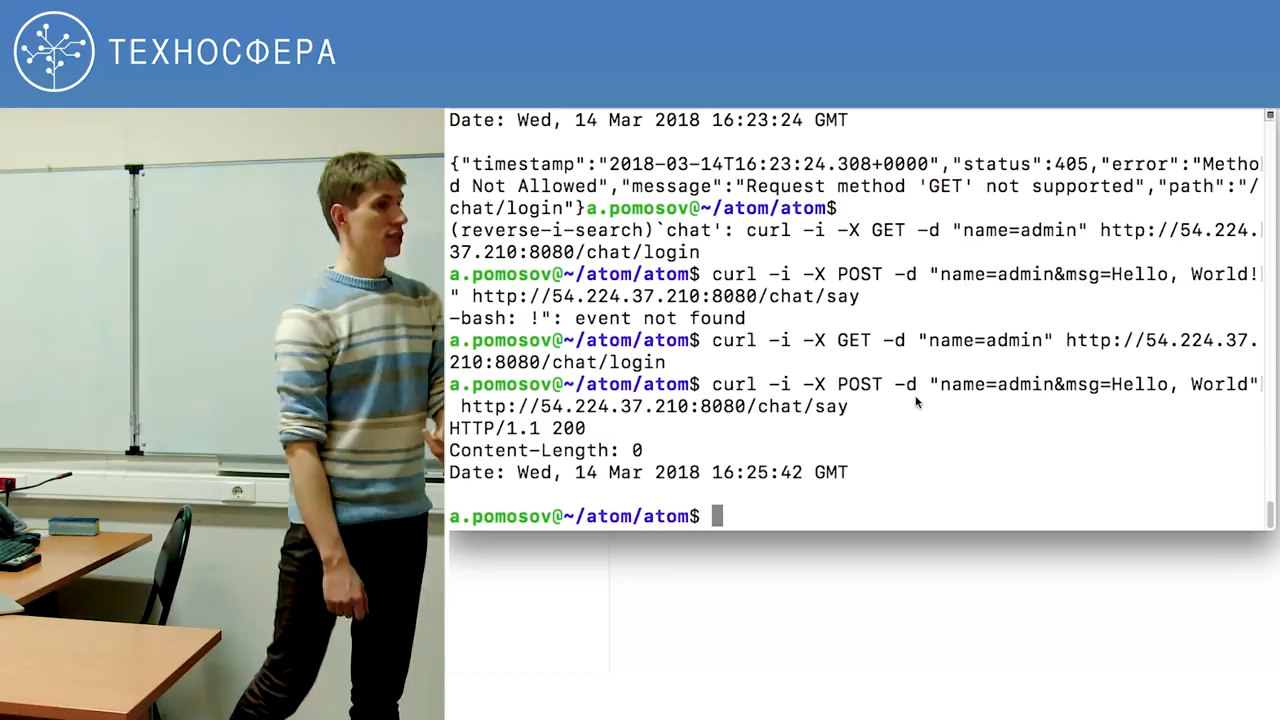 ТЕХНОСФЕРА
Date: Wed, 14 Mar 2018 16:23:24 GMT
{"timestamp":"2018-03-14T16:23:24.308+0000","status":405,"error":"Metho
d Not Allowed","message":"Request method 'GET' not supported","path":"/
chat/login"}a.pomosov@~/atom/atom$
(reverse-i-search)`chat': curl -i -X GET -d "name=admin" http://54.224.
37.210:8080/chat/login
a.pomosov@~/atom/atom$ curl -i -X POST -d "name=admin&msg=Hello, World!
" http://54.224.37.210:8080/chat/say
-bash: !": event not found
a.pomosov@~/atom/atom$ curl -i -X GET -d "name=admin" http://54.224.37.
210:8080/chat/login
a.pomosov@~/atom/atom$ curl -i -X POST -d "name=admin&msg=Hello, World"
http://54.224.37.210:8080/chat/say
HTTP/1.1 200
Content-Length: 0
Date: Wed, 14 Mar 2018 16:25:42 GMT
a.pomosov@~/atom/atom$